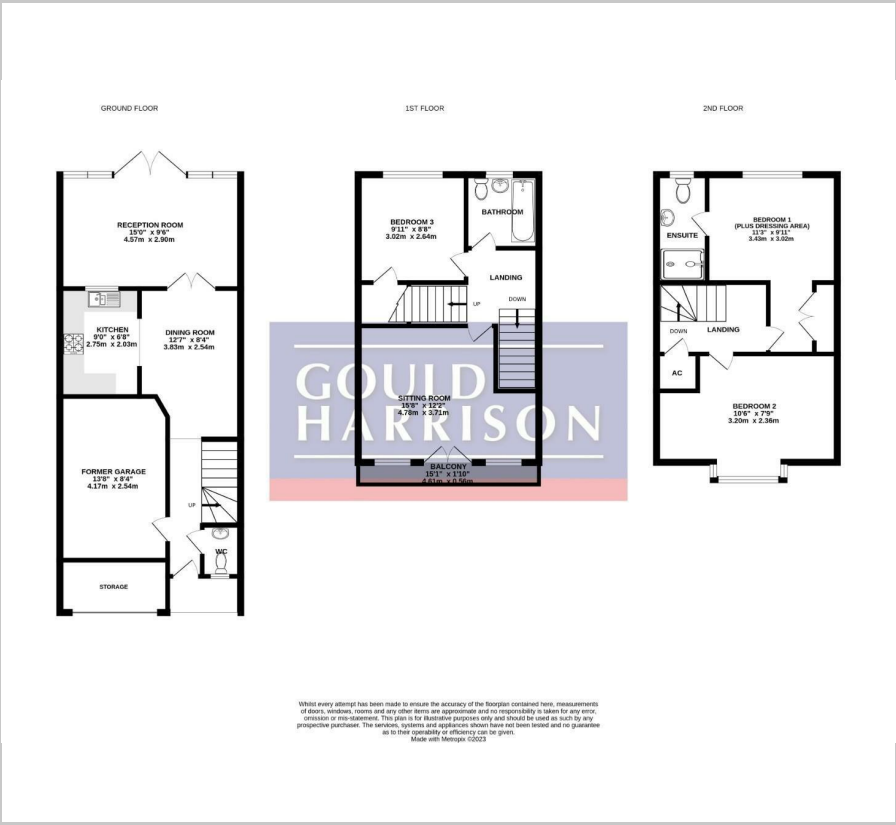 GROUND FLOOR
RECEPTION ROOM
15'0" x 9'6"
4.57m x 2.90m
KITCHEN
9'0" x 6'8"
2.75m x 2.03m
DINING ROOM
12'7" x 8'4"
3.83m x 2.54m
FORMER GARAGE
13'8" x 8'4"
4.17m x 2.54m
UP
WC
STORAGE
1ST FLOOR
BEDROOM 3
9'11" x 8'8"
3.02m x 2.64m
BATHROOM
LANDING
UP
DOWN
GOULD
HARRISON
SITTING ROOM
15'8" x 12'2"
4.78m x 3.71m
BALCONY
15'1" x 1'10"
4.61m x 0.56m
2ND FLOOR
ENSUITE
BEDROOM 1
(PLUS DRESSING AREA)
11'3" x 9'11"
3.43m x 3.02m
DOWN
LANDING
AC
BEDROOM 2
10'6" x 7'9"
3.20m x 2.36m
Whilst every attempt has been made to ensure the accuracy of the floorplan contained here, measurements
of doors, windows, rooms and any other items are approximate and no responsibility is taken for any error,
omission or mis-statement. This plan is for illustrative purposes only and should be used as such by any
prospective purchaser. The services, systems and appliances shown have not been tested and no guarantee
as to their operability or efficiency can be given.
Made with Metropix ©2023